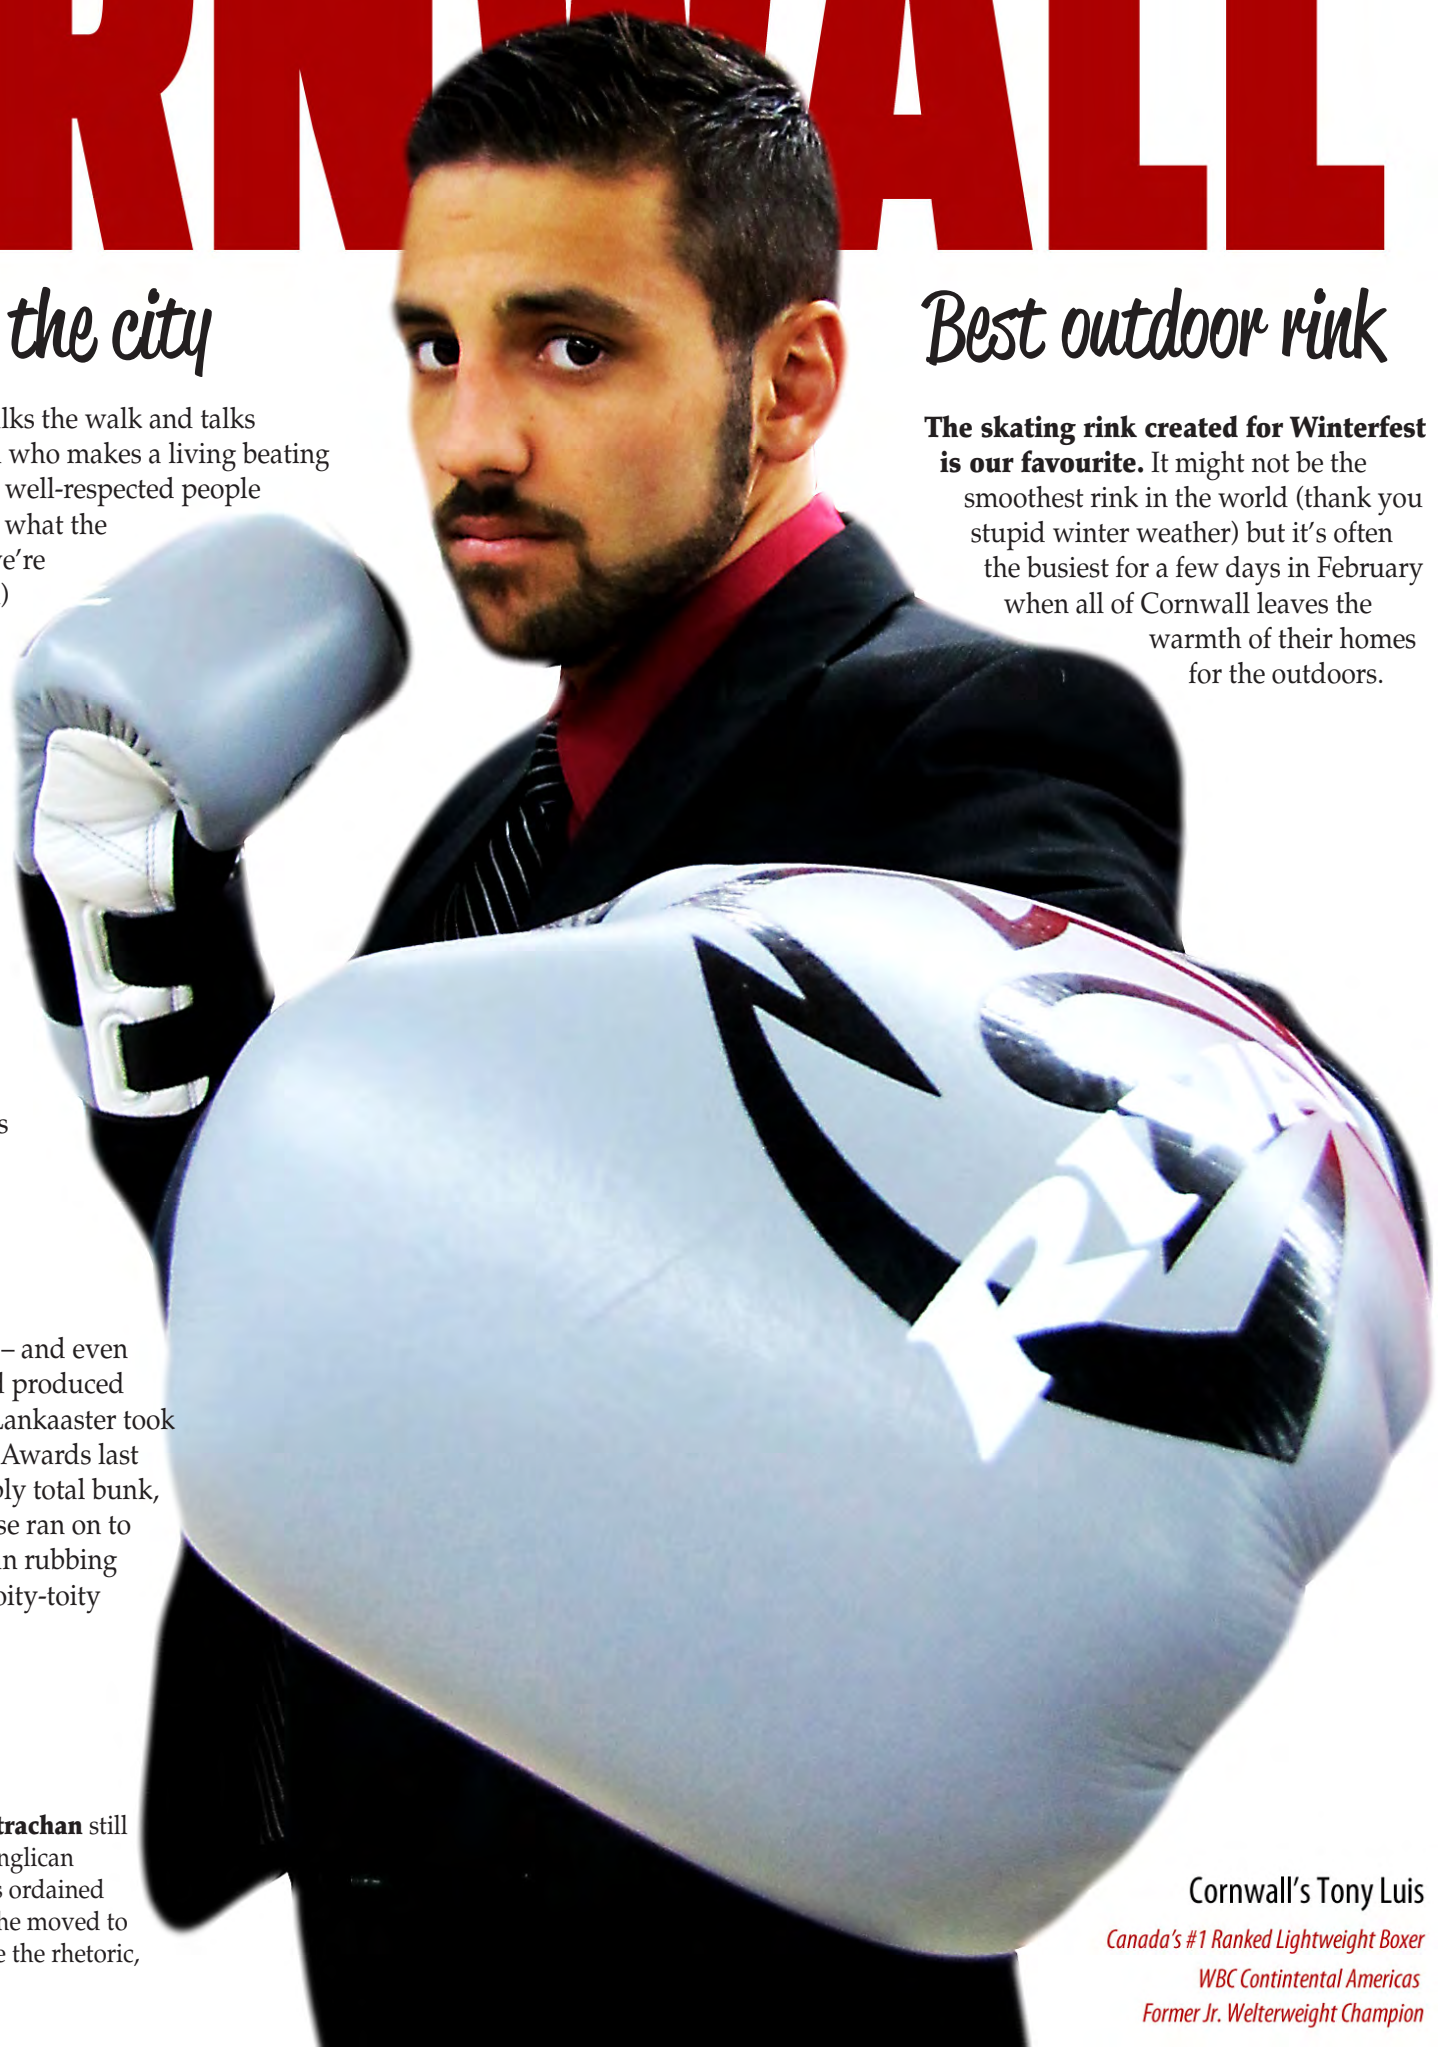 RNWALL
the city
lks the walk and talks
who makes a living beating
well-respected people
what the
e're
)
s
– and even
produced
Lankaaster took
Awards last
bly total bunk,
se ran on to
in rubbing
oity-toity
trachan still
nglican
s ordained
he moved to
e the rhetoric,
Best outdoor rink
The skating rink created for Winterfest
is our favourite. It might not be the
smoothest rink in the world (thank you
stupid winter weather) but it's often
the busiest for a few days in February
when all of Cornwall leaves the
warmth of their homes
for the outdoors.
E
Cornwall's Tony Luis
Canada's #1 Ranked Lightweight Boxer
WBC Contintental Americas
Former Jr. Welterweight Champion